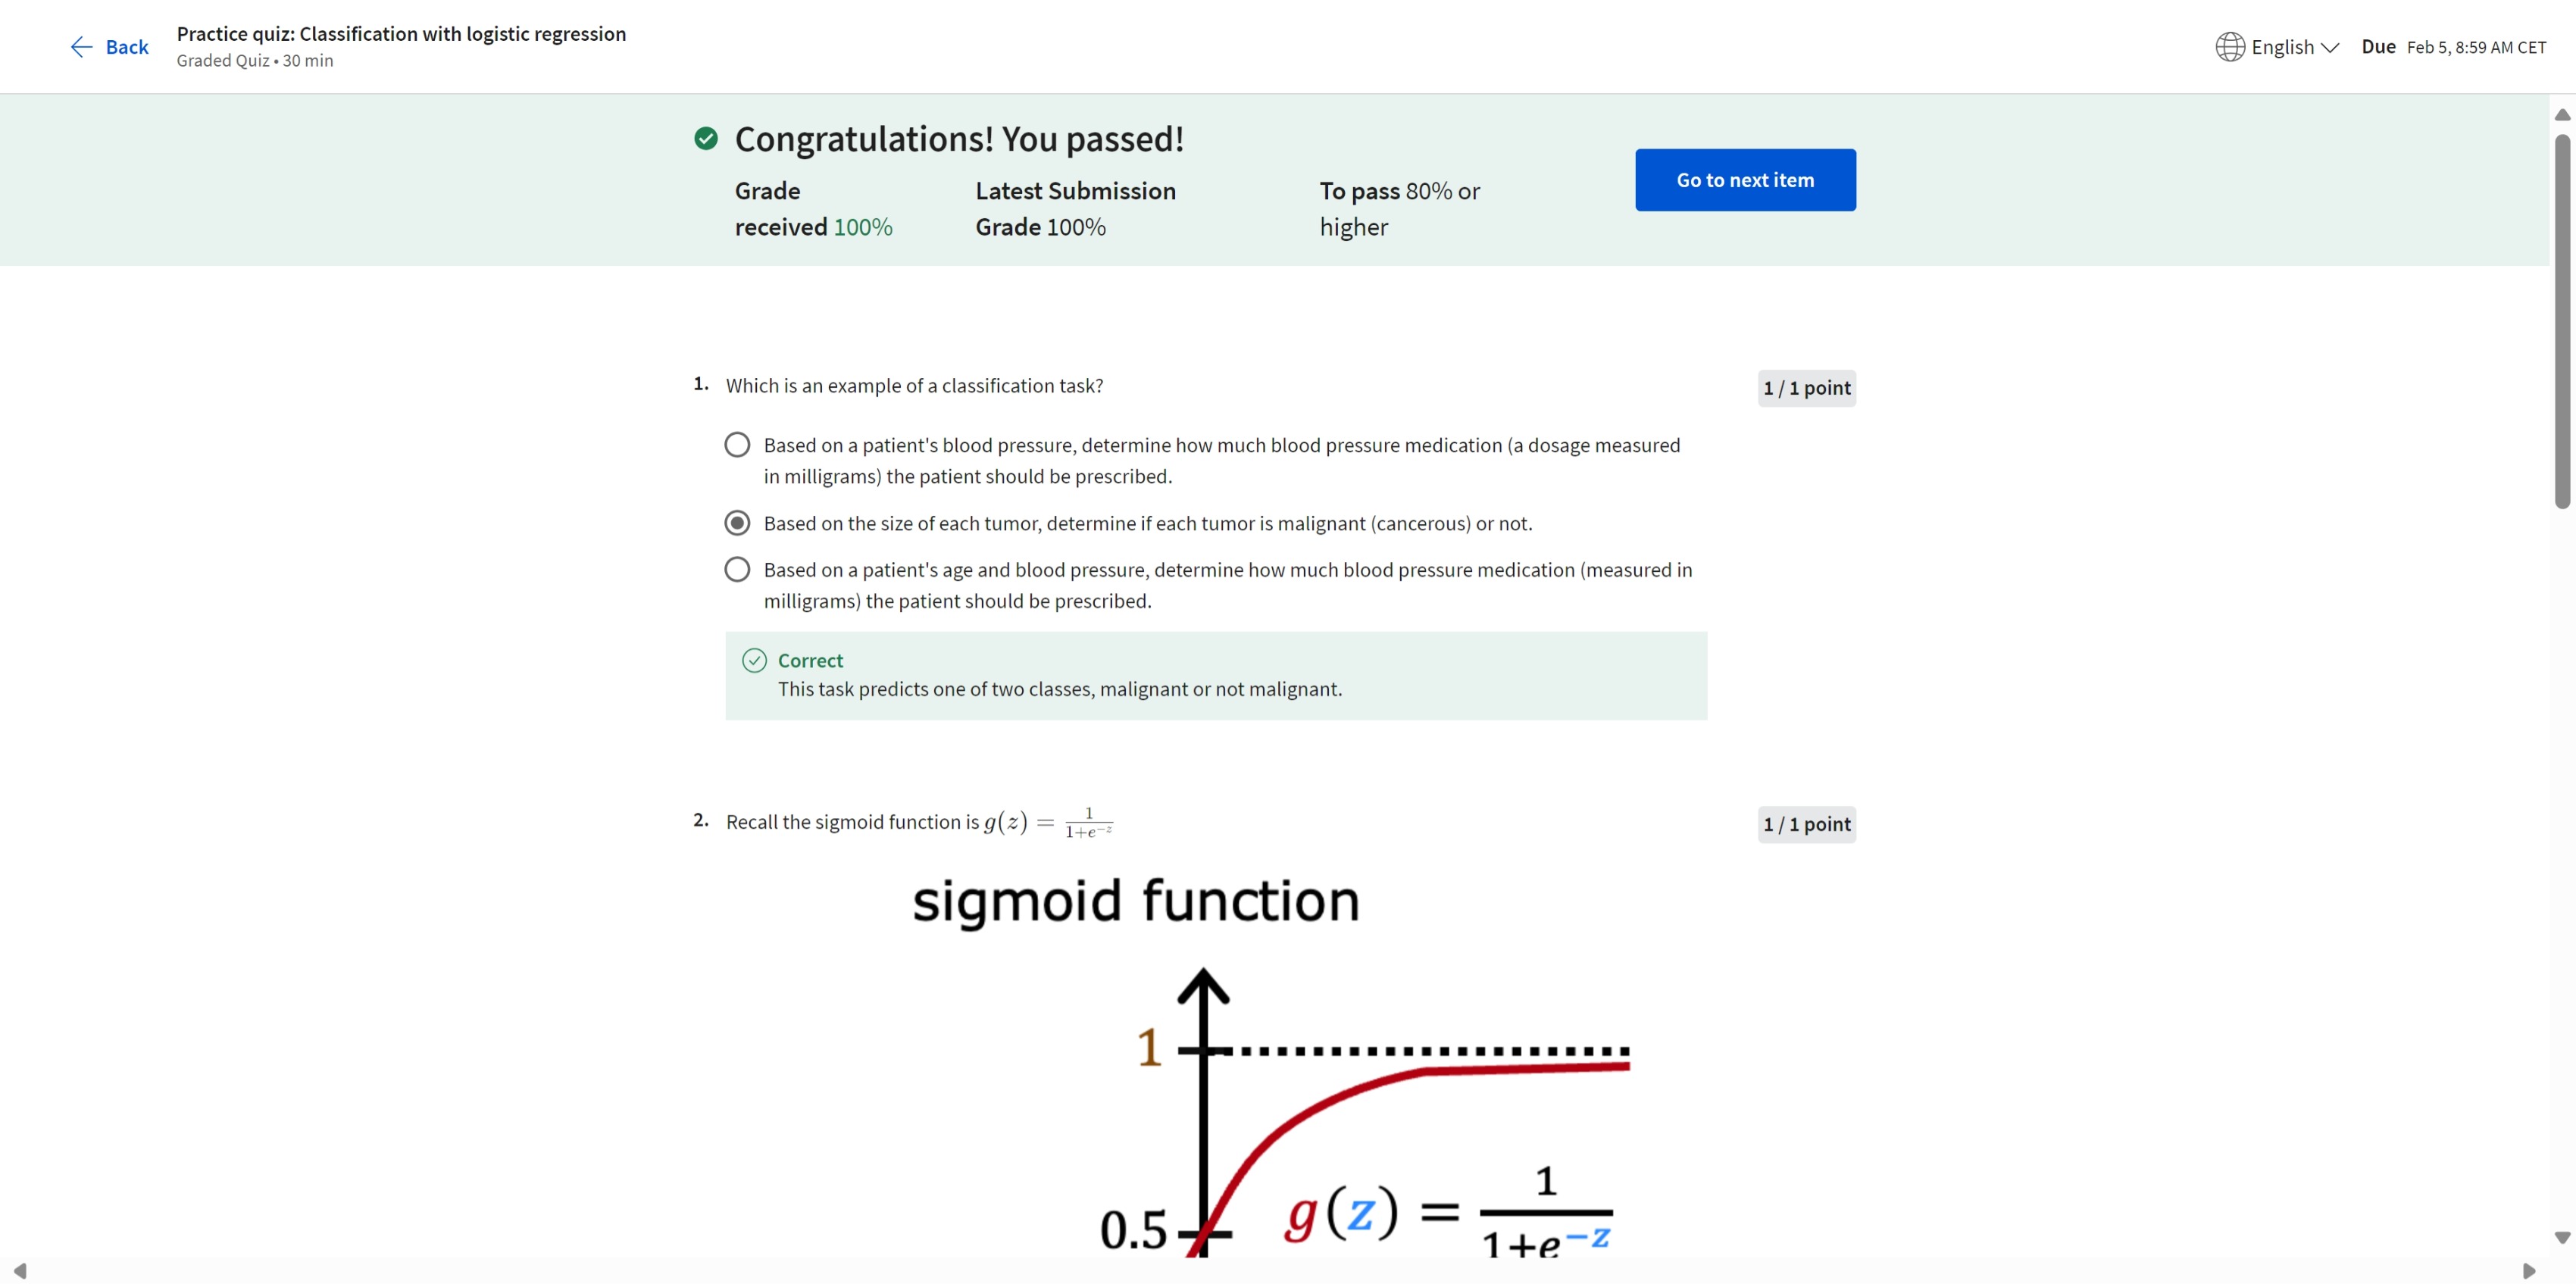 Back
Practice quiz: Classification with logistic regression
Graded Quiz • 30 min
English
Due Feb 5, 8:59 AM CET
Congratulations! You passed!
Grade
received 100%
Latest Submission
Grade 100%
To pass 80% or
higher
Go to next item
1. Which is an example of a classification task?
1 / 1 point
Based on a patient's blood pressure, determine how much blood pressure medication (a dosage measured
in milligrams) the patient should be prescribed.
Based on the size of each tumor, determine if each tumor is malignant (cancerous) or not.
Based on a patient's age and blood pressure, determine how much blood pressure medication (measured in
milligrams) the patient should be prescribed.
Correct
This task predicts one of two classes, malignant or not malignant.
2. Recall the sigmoid function is g(z) = 1/(1+e^{-z})
1 / 1 point
sigmoid function
1
0.5
g(z) = 1/(1+e^{-z})